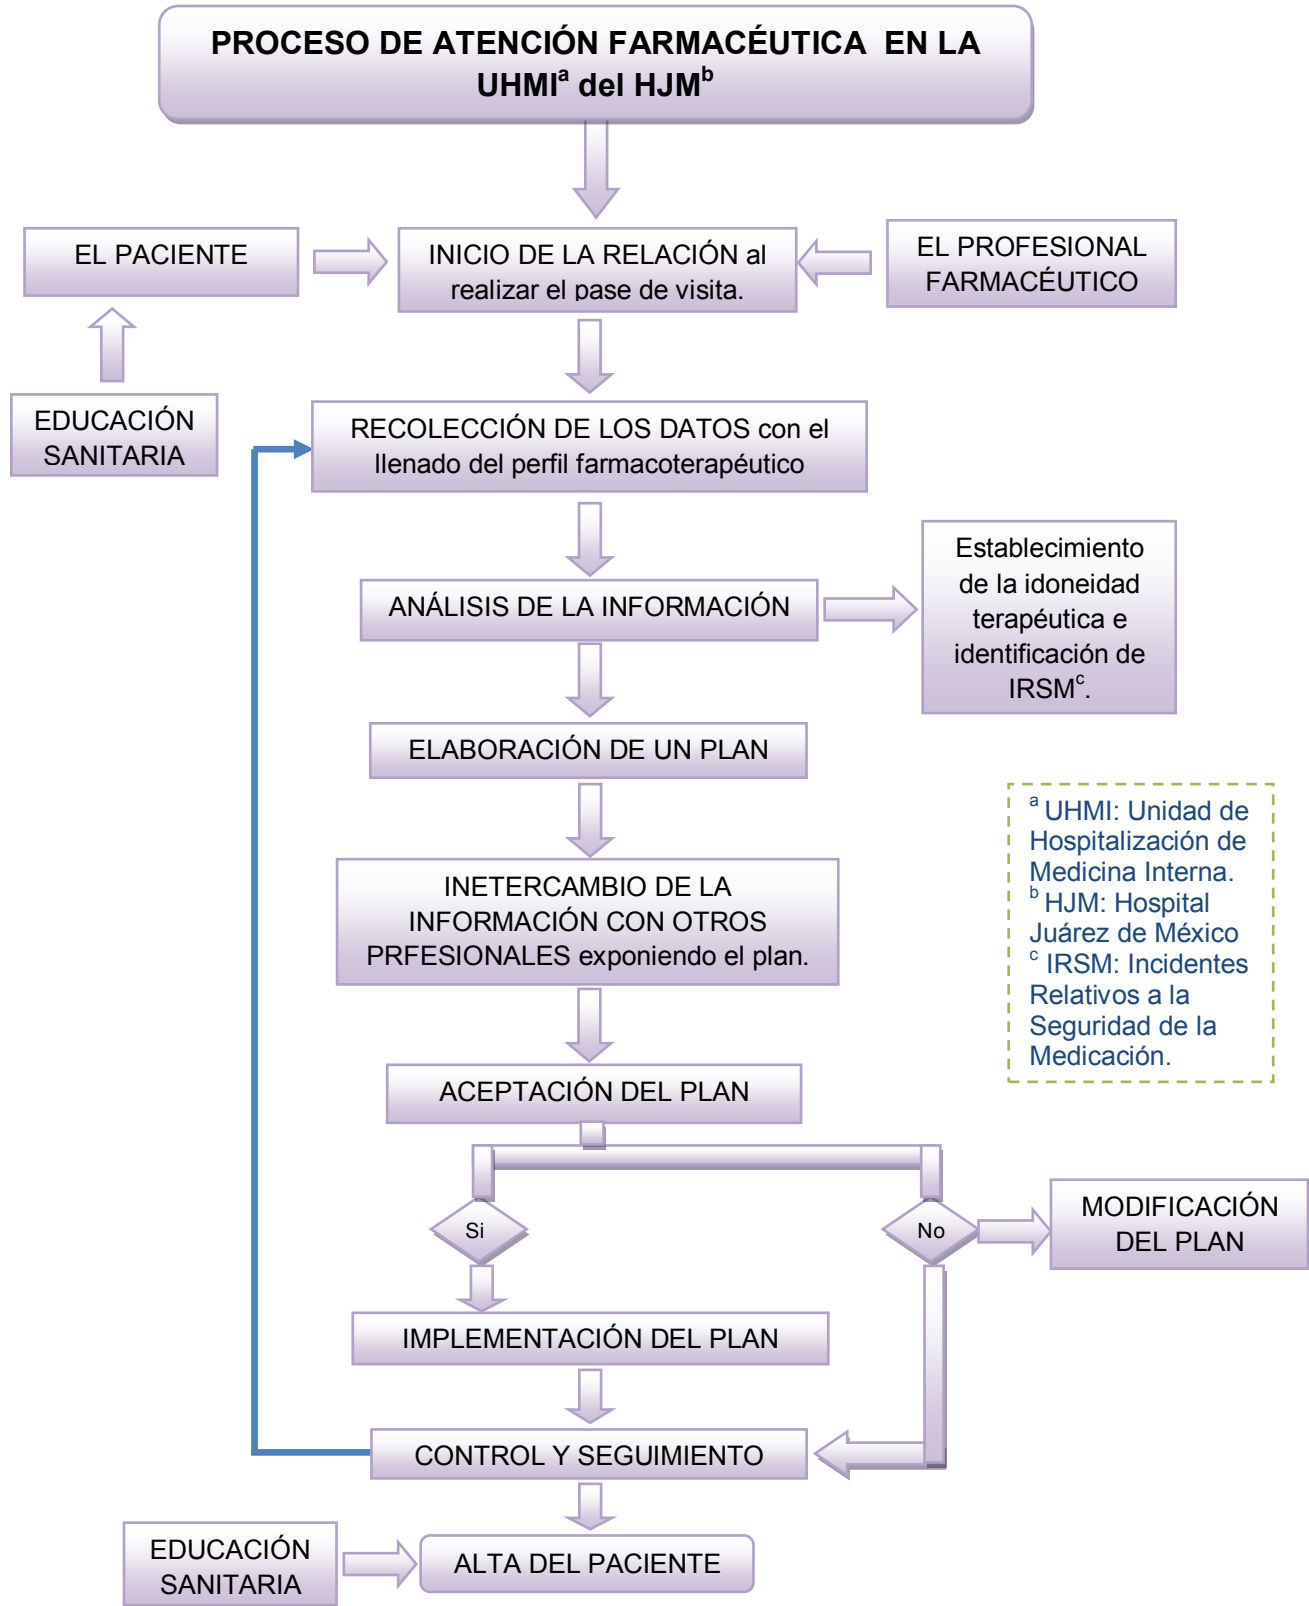 PROCESO DE ATENCIÓN FARMACÉUTICA EN LA
UHMIᵃ del HJMᵇ
EL PACIENTE
INICIO DE LA RELACIÓN al
realizar el pase de visita.
EL PROFESIONAL
FARMACÉUTICO
EDUCACIÓN
SANITARIA
RECOLECCIÓN DE LOS DATOS con el
llenado del perfil farmacoterapéutico
ANÁLISIS DE LA INFORMACIÓN
Establecimiento
de la idoneidad
terapéutica e
identificación de
IRSMᶜ.
ELABORACIÓN DE UN PLAN
ᵃ UHMI: Unidad de
Hospitalización de
Medicina Interna.
ᵇ HJM: Hospital
Juárez de México
ᶜ IRSM: Incidentes
Relativos a la
Seguridad de la
Medicación.
INETERCAMBIO DE LA
INFORMACIÓN CON OTROS
PRFESIONALES exponiendo el plan.
ACEPTACIÓN DEL PLAN
Si
No
MODIFICACIÓN
DEL PLAN
IMPLEMENTACIÓN DEL PLAN
CONTROL Y SEGUIMIENTO
EDUCACIÓN
SANITARIA
ALTA DEL PACIENTE